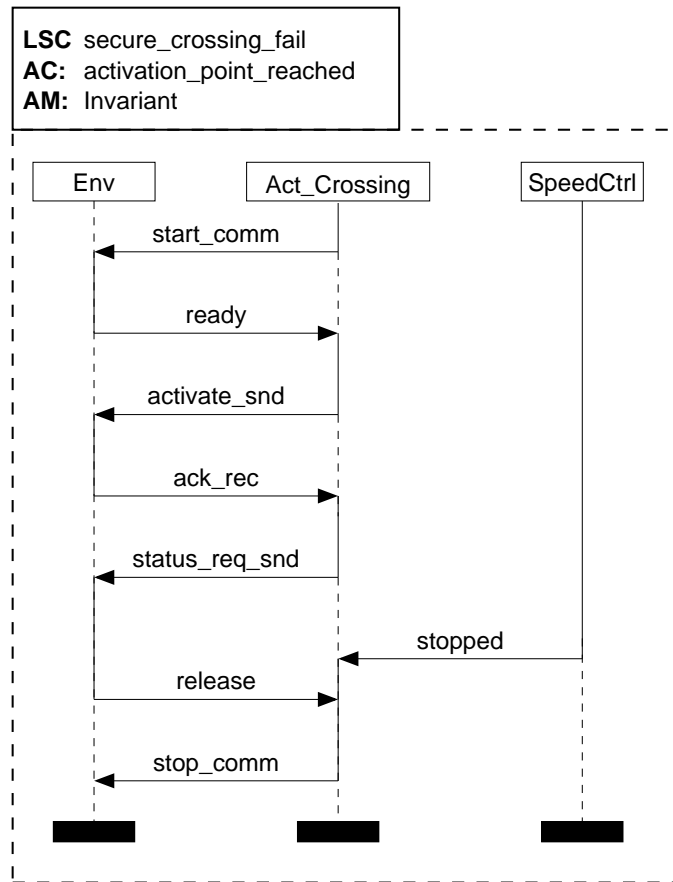 LSC secure_crossing_fail
AC: activation_point_reached
AM: Invariant
Env Act_Crossing SpeedCtrl
start_comm
ready
activate_snd
ack_rec
status_req_snd
stopped
release
stop_comm